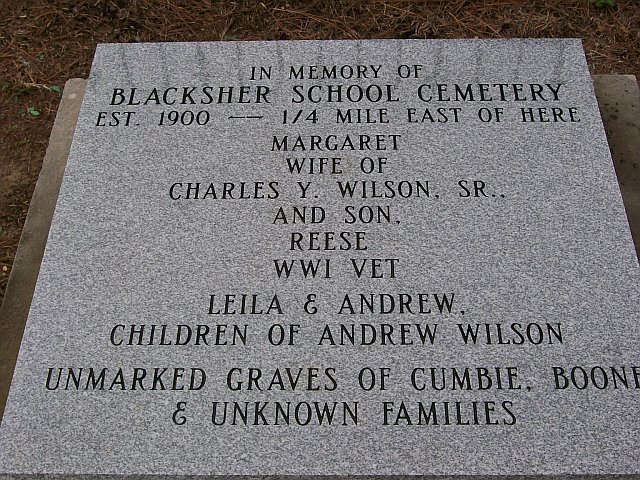 IN MEMORY OF
BLACKSHER SCHOOL CEMETERY
EST. 1900 — 1/4 MILE EAST OF HERE
MARGARET
WIFE OF
CHARLES Y. WILSON, SR.,
AND SON,
REESE
WWI VET
LEILA & ANDREW,
CHILDREN OF ANDREW WILSON
UNMARKED GRAVES OF CUMBIE, BOONE
& UNKNOWN FAMILIES